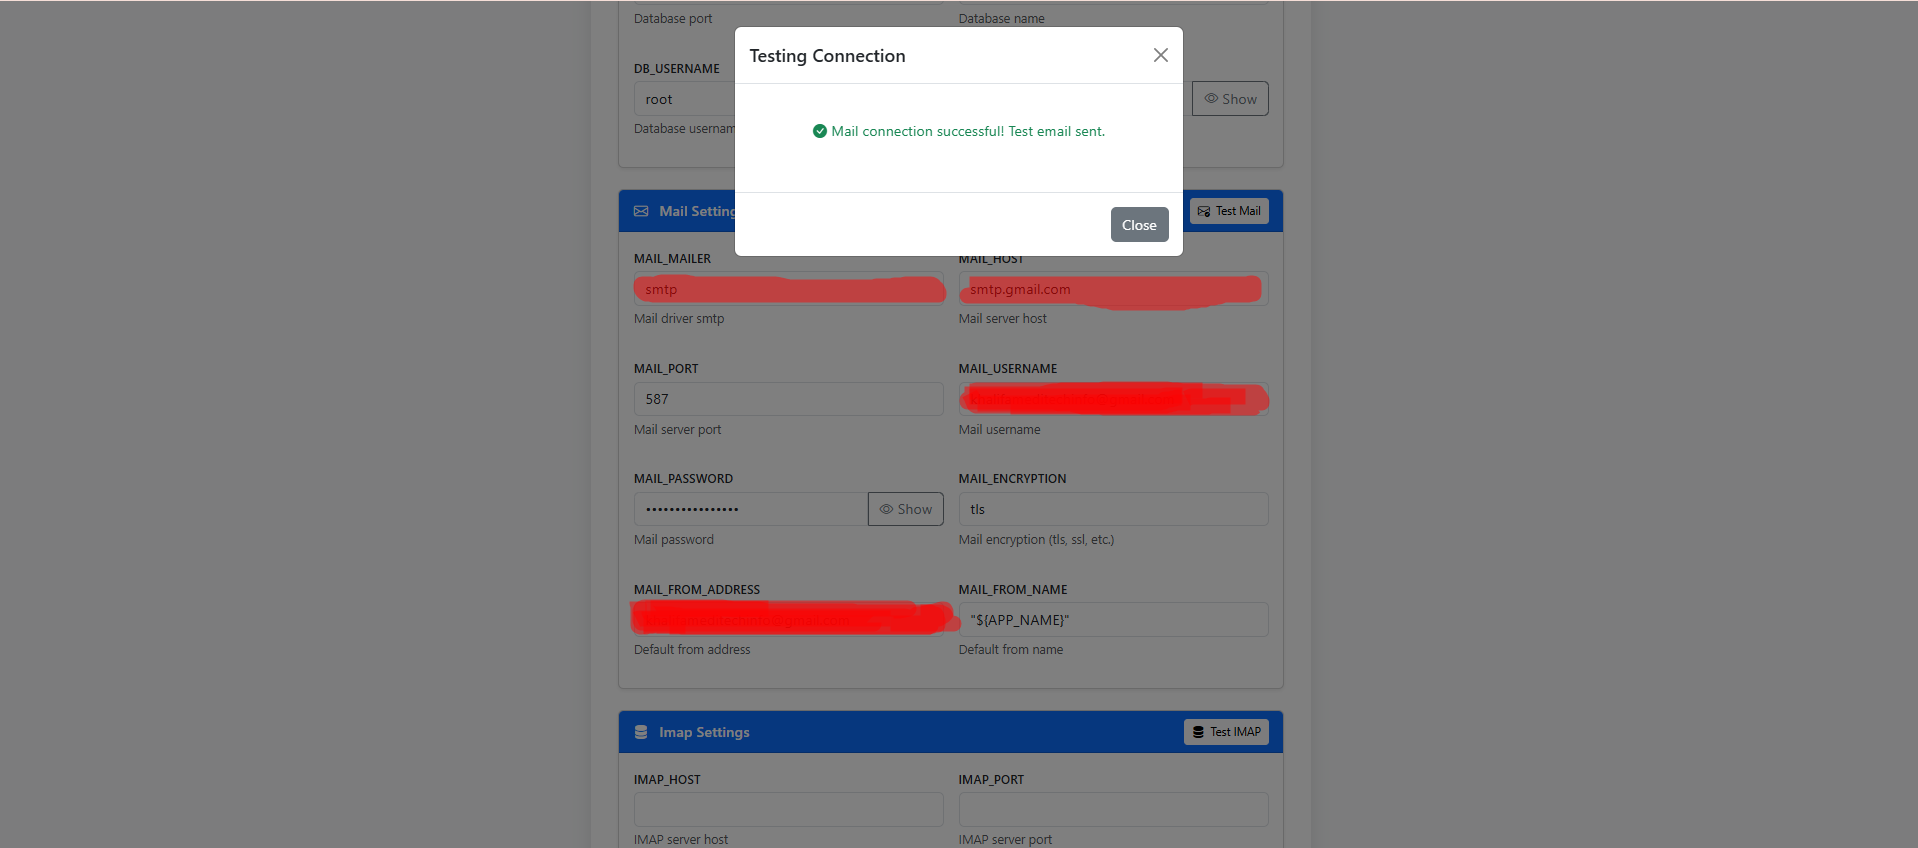 Database port
Database name
Testing Connection
DB_USERNAME
root
Show
Database usernam
Mail connection successful! Test email sent.
Mail Setting
Test Mail
Close
MAIL_MAILER
MAIL_HOST
smtp
smtp.gmail.com
Mail driver smtp
Mail server host
MAIL_PORT
MAIL_USERNAME
587
Mail server port
Mail username
MAIL_PASSWORD
MAIL_ENCRYPTION
••••••••••••••••
Show
tls
Mail password
Mail encryption (tls, ssl, etc.)
MAIL_FROM_ADDRESS
MAIL_FROM_NAME
"${APP_NAME}"
Default from address
Default from name
Imap Settings
Test IMAP
IMAP_HOST
IMAP_PORT
IMAP server host
IMAP server port